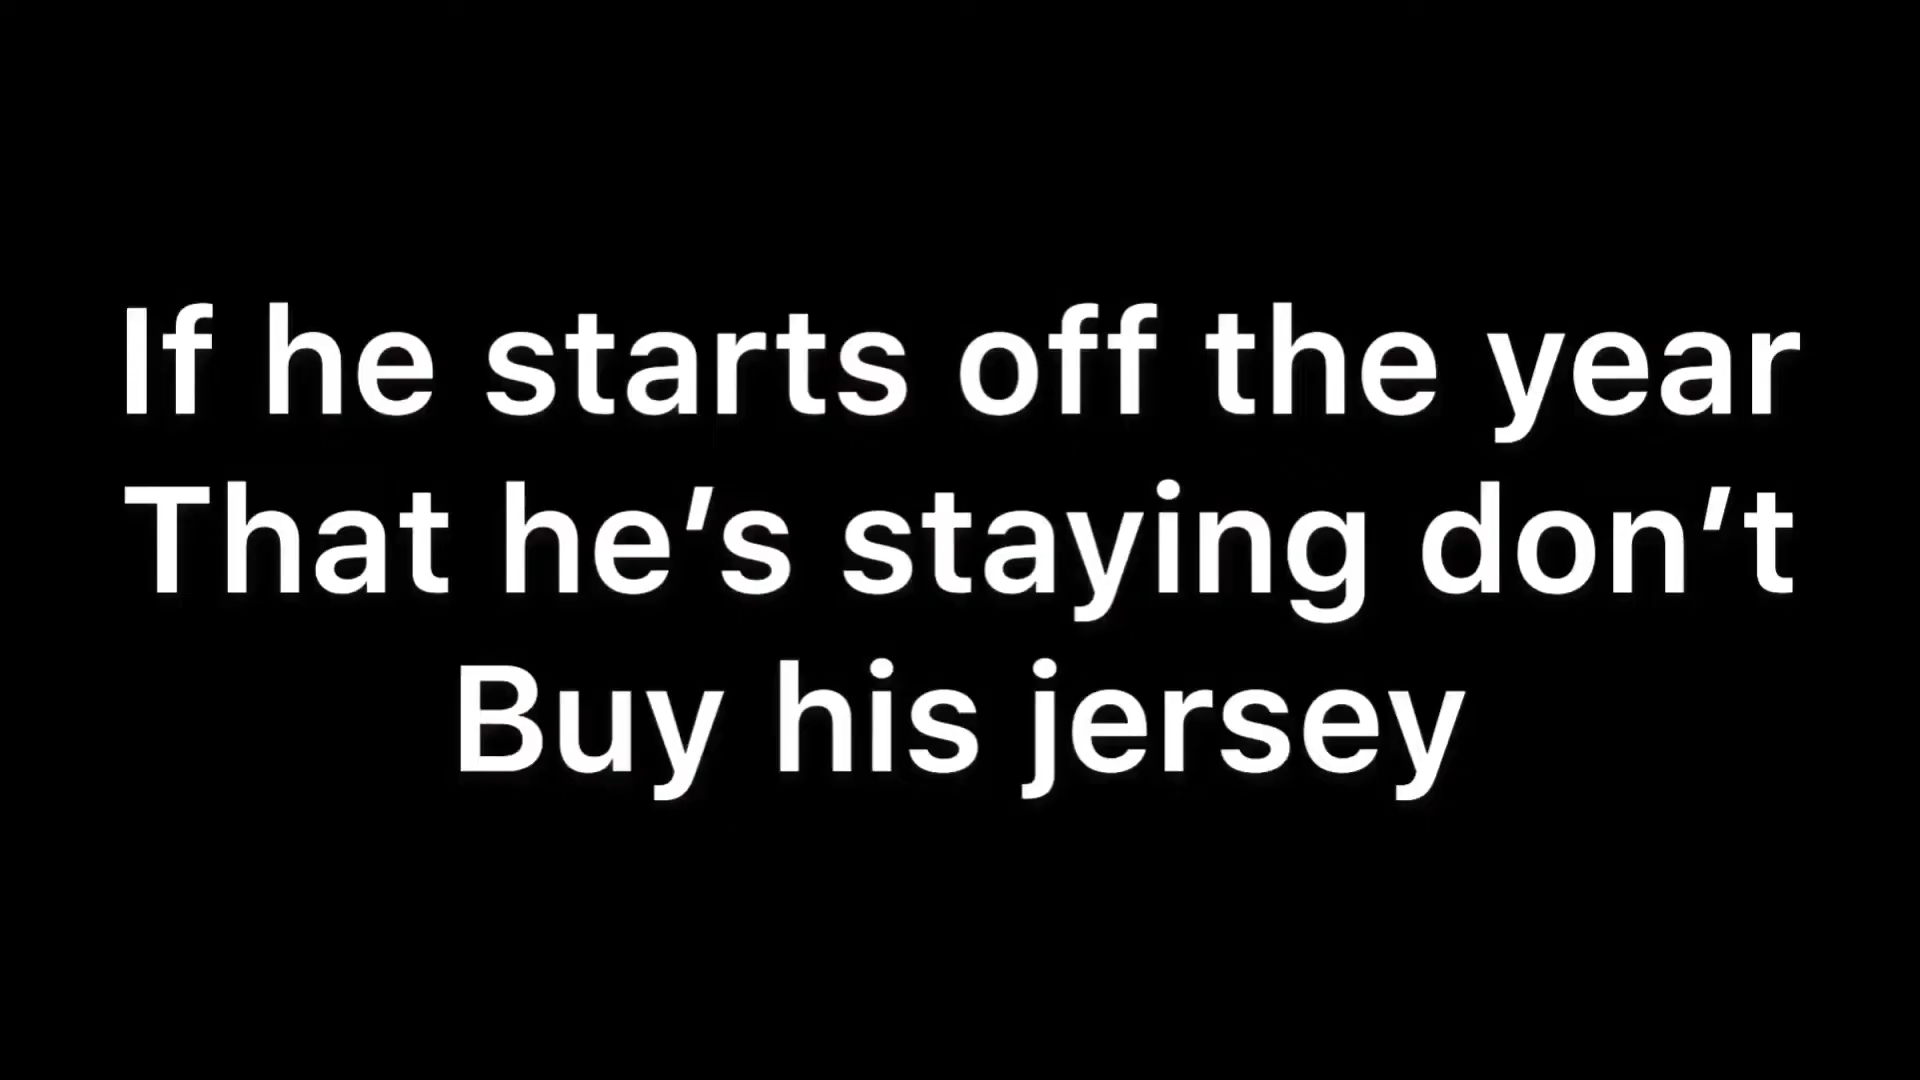 If he starts off the year
That he’s staying don’t
Buy his jersey